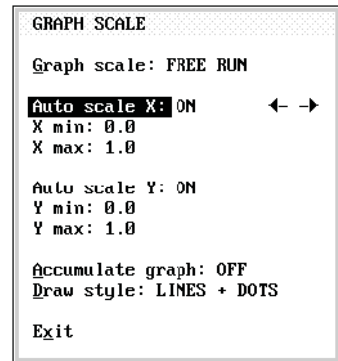 GRAPH SCALE
Graph scale: FREE RUN
Auto scale X: ON
X min: 0.0
X max: 1.0
Auto scale Y: ON
Y min: 0.0
Y max: 1.0
Accumulate graph: OFF
Draw style: LINES + DOTS
Exit